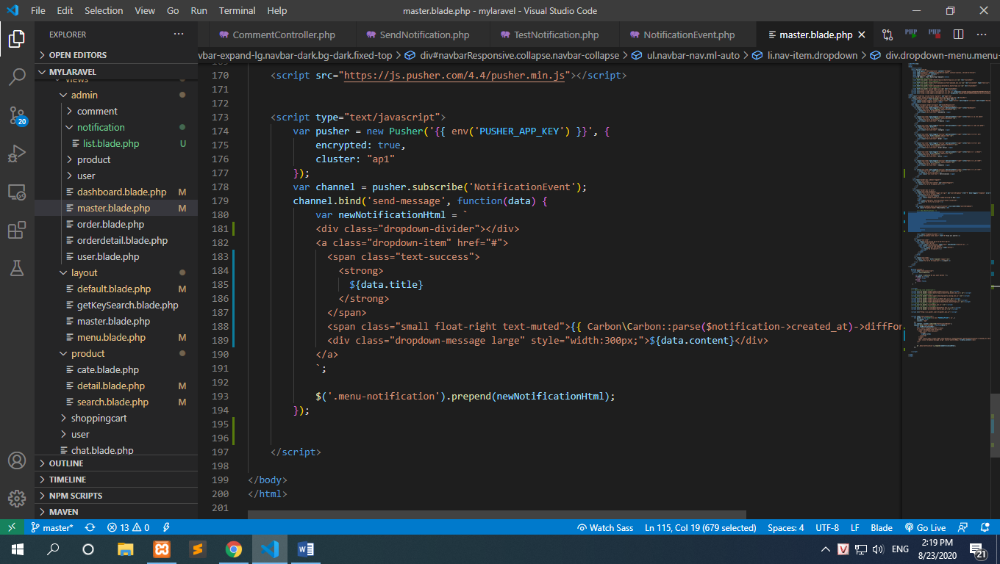 File Edit Selection View Go Run Terminal Help
master.blade.php - mylaravel - Visual Studio Code
EXPLORER
CommentController.php
SendNotification.php
TestNotification.php
NotificationEvent.php
master.blade.php
OPEN EDITORS
MYLARAVEL
views
admin
comment
notification
list.blade.php U
product
user
dashboard.blade.php M
master.blade.php M
order.blade.php
orderdetail.blade.php
user.blade.php
layout
default.blade.php M
getKeySearch.blade.php
master.blade.php
menu.blade.php M
product
cate.blade.php
detail.blade.php M
search.blade.php M
shoppingcart
user
chat.blade.php
OUTLINE
TIMELINE
NPM SCRIPTS
MAVEN
20
vbar-expand-lg.navbar-dark.bg-dark.fixed-top > div#navbarResponsive.collapse.navbar-collapse > ul.navbar-nav.ml-auto > li.nav-item.dropdown > div.dropdown-menu.menu-
169
170 <script src="https://js.pusher.com/4.4/pusher.min.js"></script>
171
172
173 <script type="text/javascript">
174 var pusher = new Pusher('{{ env('PUSHER_APP_KEY') }}', {
175 encrypted: true,
176 cluster: "ap1"
177 });
178 var channel = pusher.subscribe('NotificationEvent');
179 channel.bind('send-message', function(data) {
180 var newNotificationHtml = `
181 <div class="dropdown-divider"></div>
182 <a class="dropdown-item" href="#">
183 <span class="text-success">
184 <strong>
185 ${data.title}
186 </strong>
187 </span>
188 <span class="small float-right text-muted">{{ Carbon\Carbon::parse($notification->created_at)->diffFor
189 <div class="dropdown-message large" style="width:300px;">${data.content}</div>
190 </a>
191 `;
192
193 $('.menu-notification').prepend(newNotificationHtml);
194 });
195
196
197 </script>
198
199 </body>
200 </html>
201
master* 13 0 Watch Sass Ln 115, Col 19 (679 selected) Spaces: 4 UTF-8 LF Blade Go Live
ENG
2:19 PM
8/23/2020
21